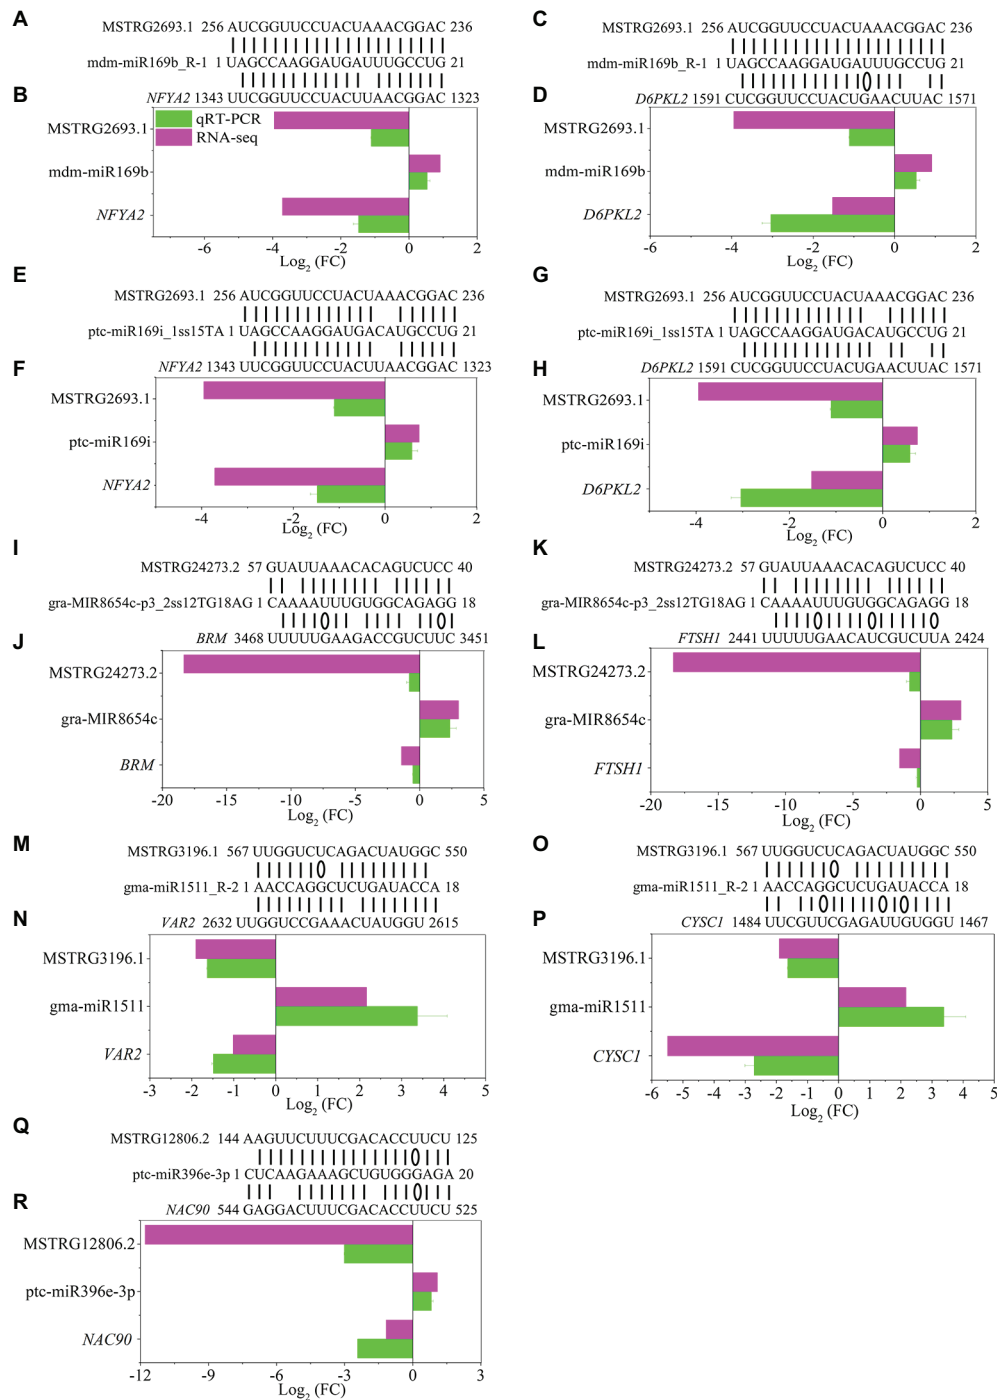 A
MSTRG2693.1 256 AUCGGUUCCUACUAAACGGAC 236
mdm-miR169b_R-1 1 UAGCCAAGGAUGAUUUGCCUG 21
NFYA2 1343 UUCGGUUCCUACUUAACGGAC 1323
B
qRT-PCR
RNA-seq
MSTRG2693.1
mdm-miR169b
NFYA2
-6 -4 -2 0 2
Log2 (FC)
C
MSTRG2693.1 256 AUCGGUUCCUACUAAACGGAC 236
mdm-miR169b_R-1 1 UAGCCAAGGAUGAUUUGCCUG 21
D6PKL2 1591 CUCGGUUCCUACUGAACUUAC 1571
D
MSTRG2693.1
mdm-miR169b
D6PKL2
-6 -4 -2 0 2
Log2 (FC)
E
MSTRG2693.1 256 AUCGGUUCCUACUAAACGGAC 236
ptc-miR169i_1ss15TA 1 UAGCCAAGGAUGACAUGCCUG 21
NFYA2 1343 UUCGGUUCCUACUUAACGGAC 1323
F
MSTRG2693.1
ptc-miR169i
NFYA2
-4 -2 0 2
Log2 (FC)
G
MSTRG2693.1 256 AUCGGUUCCUACUAAACGGAC 236
ptc-miR169i_1ss15TA 1 UAGCCAAGGAUGACAUGCCUG 21
D6PKL2 1591 CUCGGUUCCUACUGAACUUAC 1571
H
MSTRG2693.1
ptc-miR169i
D6PKL2
-4 -2 0 2
Log2 (FC)
I
MSTRG24273.2 57 GUAUUAAACACAGUCUCC 40
gra-MIR8654c-p3_2ss12TG18AG 1 CAAAAUUUGUGGCAGAGG 18
BRM 3468 UUUUUGAAGACCGUCUUC 3451
J
MSTRG24273.2
gra-MIR8654c
BRM
-20 -15 -10 -5 0 5
Log2 (FC)
K
MSTRG24273.2 57 GUAUUAAACACAGUCUCC 40
gra-MIR8654c-p3_2ss12TG18AG 1 CAAAAUUUGUGGCAGAGG 18
FTSH1 2441 UUUUUGAACAUCGUCUUA 2424
L
MSTRG24273.2
gra-MIR8654c
FTSH1
-20 -15 -10 -5 0 5
Log2 (FC)
M
MSTRG3196.1 567 UUGGUCUCAGACUAUGGC 550
gma-miR1511_R-2 1 AACCAGGCUCUGAUACCA 18
VAR2 2632 UUGGUCCGAAACUAUGGU 2615
N
MSTRG3196.1
gma-miR1511
VAR2
-3 -2 -1 0 1 2 3 4 5
Log2 (FC)
O
MSTRG3196.1 567 UUGGUCUCAGACUAUGGC 550
gma-miR1511_R-2 1 AACCAGGCUCUGAUACCA 18
CYSC1 1484 UUCGUUCGAGAUUGUGGU 1467
P
MSTRG3196.1
gma-miR1511
CYSC1
-6 -5 -4 -3 -2 -1 0 1 2 3 4 5
Log2 (FC)
Q
MSTRG12806.2 144 AAGUUCUUUCGACACCUUCU 125
ptc-miR396e-3p 1 CUCAAGAAAGCUGUGGGAGA 20
NAC90 544 GAGGACUUUCGACACCUUCU 525
R
MSTRG12806.2
ptc-miR396e-3p
NAC90
-12 -9 -6 -3 0 3
Log2 (FC)